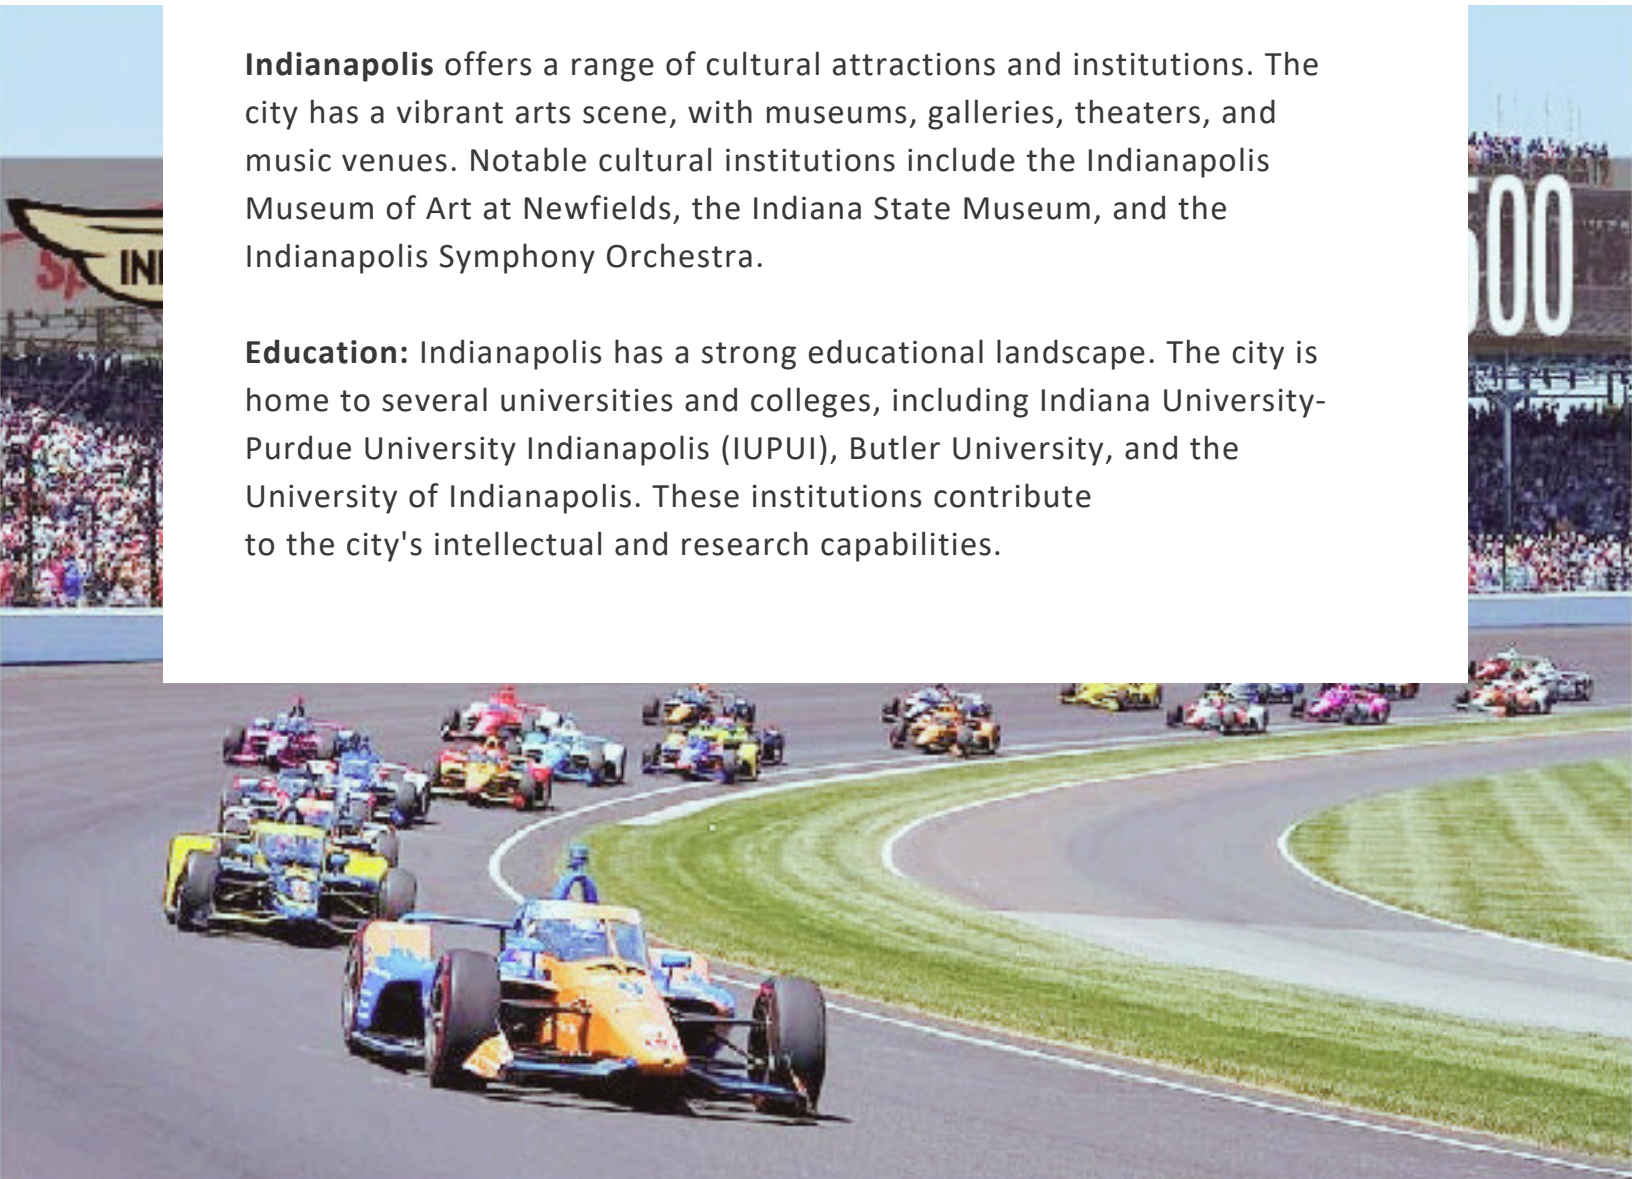 Indianapolis offers a range of cultural attractions and institutions. The
city has a vibrant arts scene, with museums, galleries, theaters, and
music venues. Notable cultural institutions include the Indianapolis
Museum of Art at Newfields, the Indiana State Museum, and the
Indianapolis Symphony Orchestra.
Education: Indianapolis has a strong educational landscape. The city is
home to several universities and colleges, including Indiana University-
Purdue University Indianapolis (IUPUI), Butler University, and the
University of Indianapolis. These institutions contribute
to the city's intellectual and research capabilities.
500